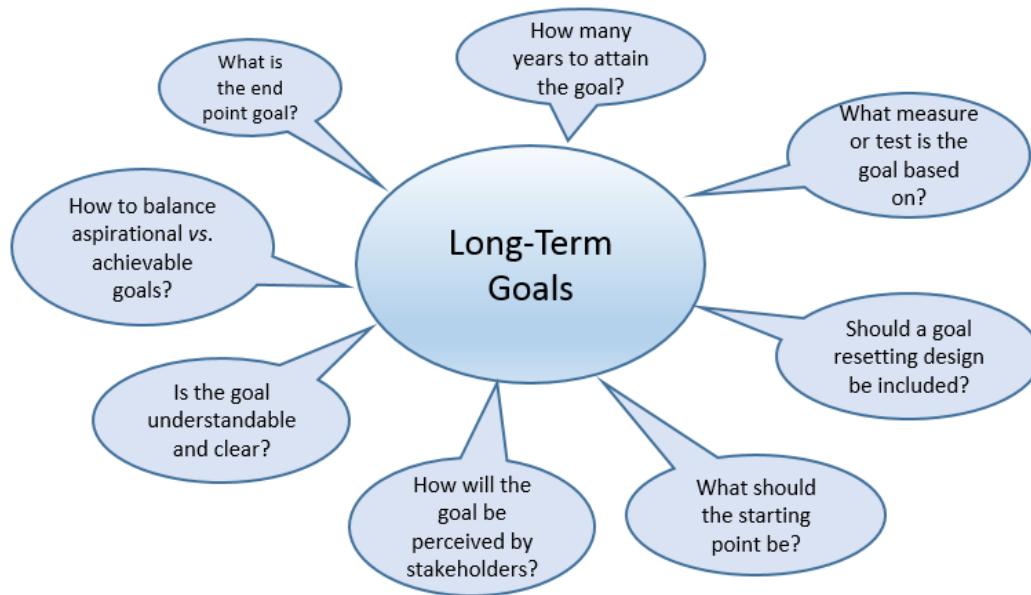 How many
years to attain
the goal?
What is
the end
point goal?
What measure
or test is the
goal based
on?
How to balance
aspirational vs.
achievable
goals?
Long-Term
Goals
Should a goal
resetting design
be included?
Is the goal
understandable
and clear?
How will the
goal be
perceived by
stakeholders?
What should
the starting
point be?